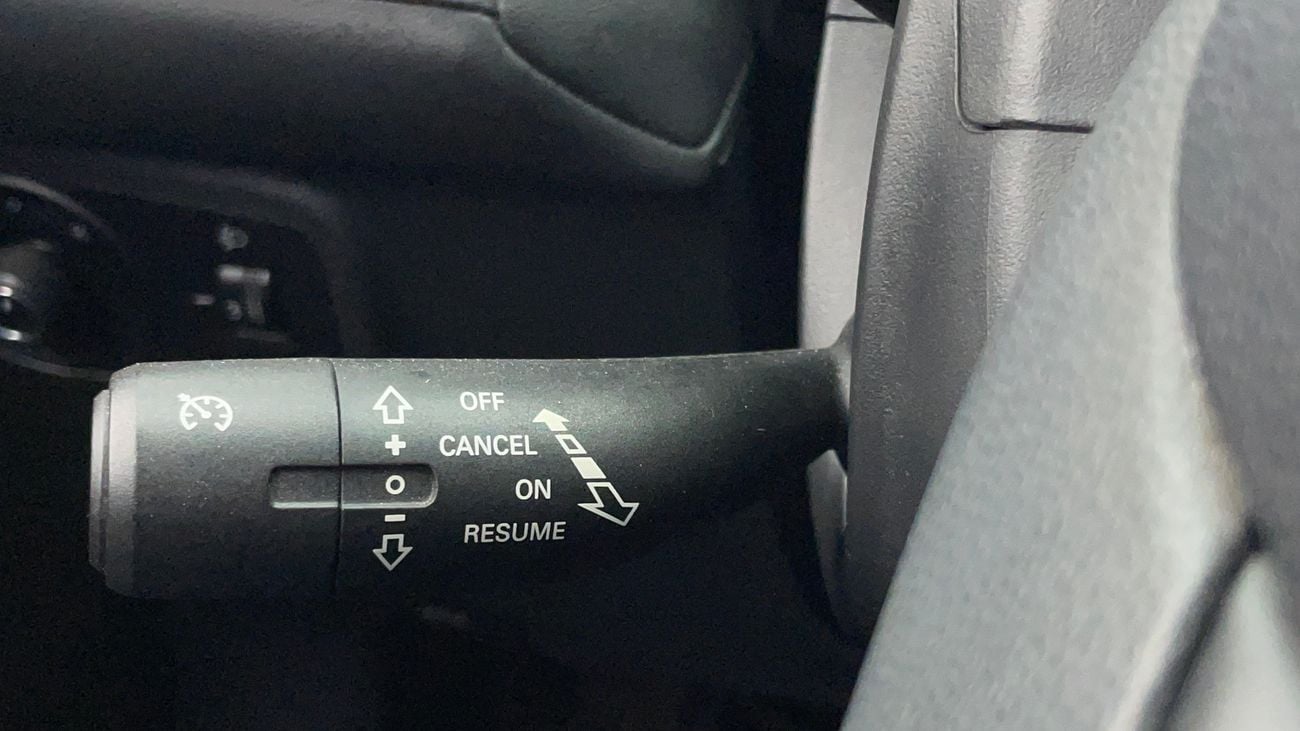 OFF
+ CANCEL
O ON
− RESUME